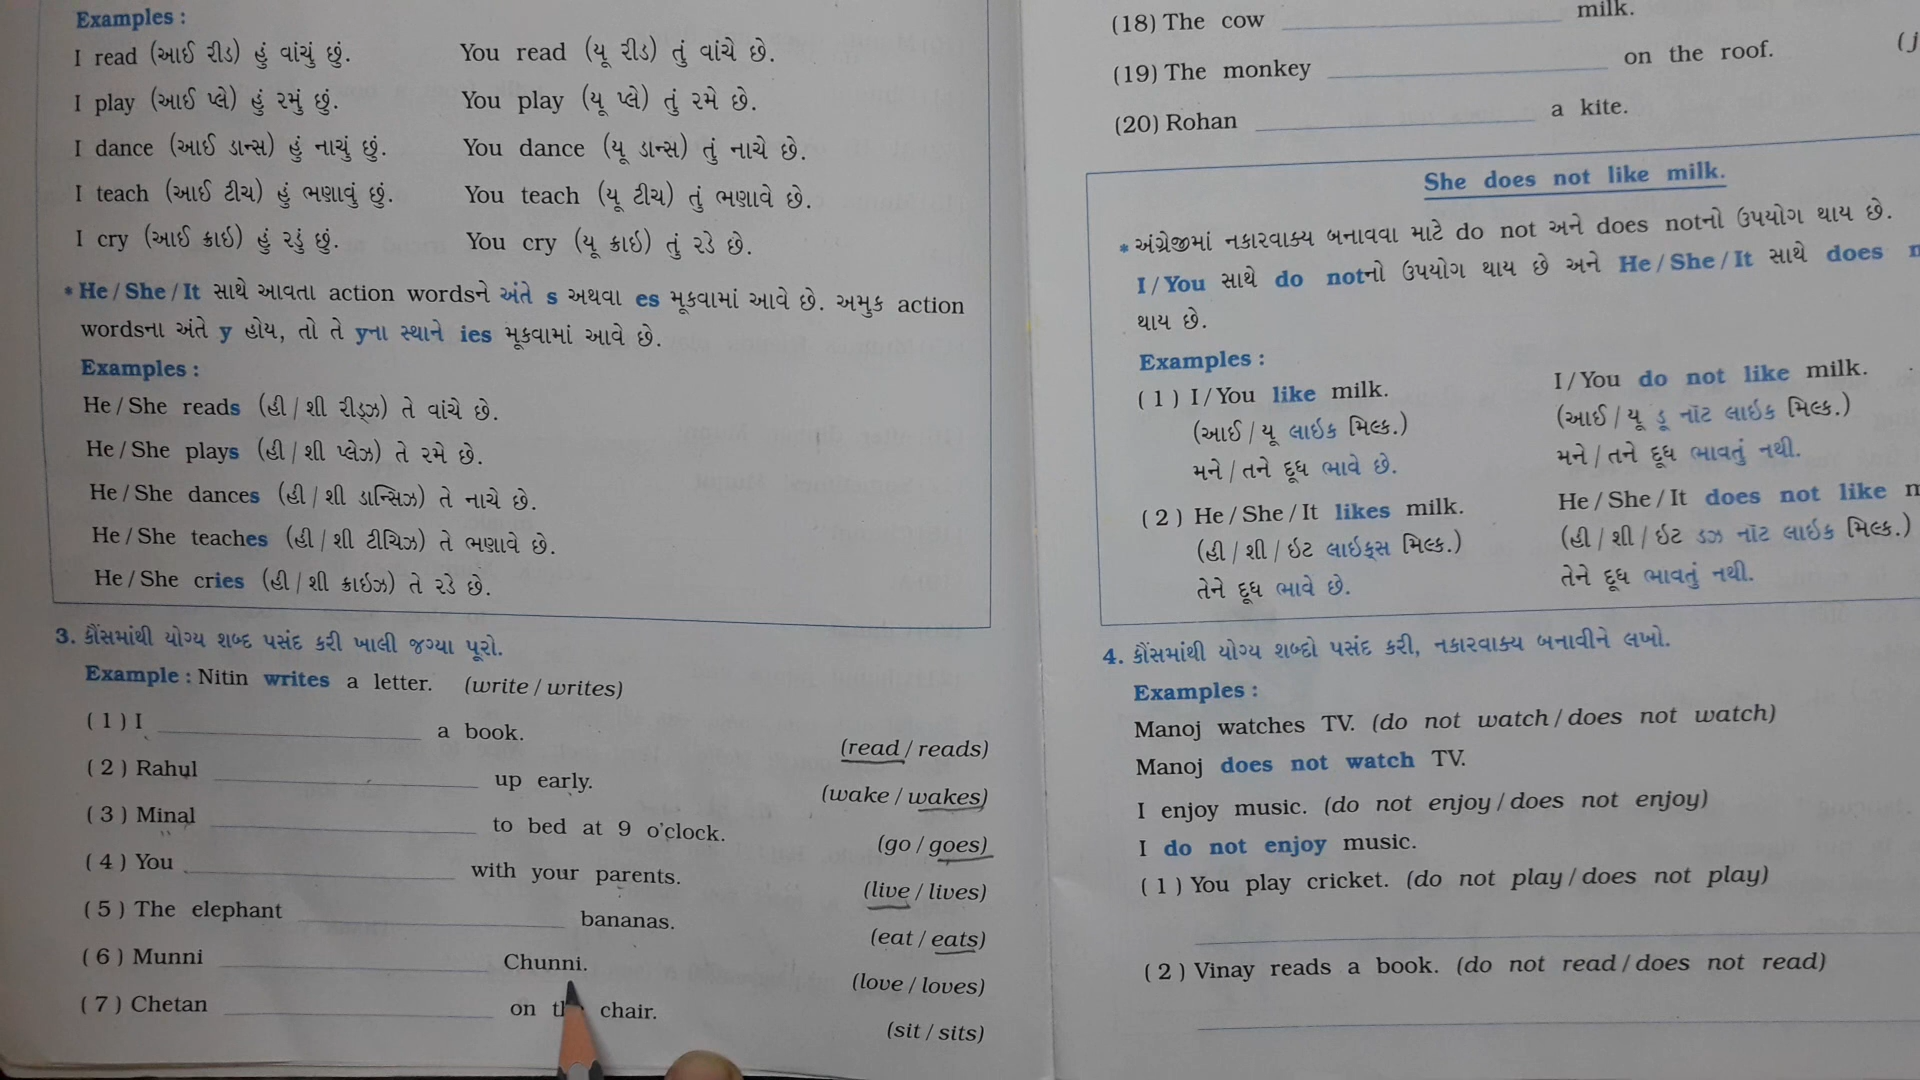 Examples :
I read (આઈ રીડ) હું વાંચું છું. You read (યૂ રીડ) તું વાંચે છે.
I play (આઈ પ્લે) હું રમું છું. You play (યૂ પ્લે) તું રમે છે.
I dance (આઈ ડાન્સ) હું નાચું છું. You dance (યૂ ડાન્સ) તું નાચે છે.
I teach (આઈ ટીચ) હું ભણાવું છું. You teach (યૂ ટીચ) તું ભણાવે છે.
I cry (આઈ ક્રાઇ) હું રડું છું. You cry (યૂ ક્રાઇ) તું રડે છે.
* He / She / It સાથે આવતા action wordsને અંતે s અથવા es મૂકવામાં આવે છે. અમુક action
wordsના અંતે y હોય, તો તે yના સ્થાને ies મૂકવામાં આવે છે.
Examples :
He / She reads (હી / શી રીડ્ઝ) તે વાંચે છે.
He / She plays (હી / શી પ્લેઝ) તે રમે છે.
He / She dances (હી / શી ડાન્સિઝ) તે નાચે છે.
He / She teaches (હી / શી ટીચિઝ) તે ભણાવે છે.
He / She cries (હી / શી ક્રાઇઝ) તે રડે છે.
3. કૌંસમાંથી યોગ્ય શબ્દ પસંદ કરી ખાલી જગ્યા પૂરો.
Example : Nitin writes a letter. (write / writes)
( 1 ) I ____ a book. (read / reads)
( 2 ) Rahul ____ up early. (wake / wakes)
( 3 ) Minal ____ to bed at 9 o'clock. (go / goes)
( 4 ) You ____ with your parents. (live / lives)
( 5 ) The elephant ____ bananas. (eat / eats)
( 6 ) Munni ____ Chunni. (love / loves)
( 7 ) Chetan ____ on chair. (sit / sits)
(18) The cow ____ milk.
(19) The monkey ____ on the roof. (j
(20) Rohan ____ a kite.
She does not like milk.
* અંગ્રેજીમાં નકારવાક્ય બનાવવા માટે do not અને does notનો ઉપયોગ થાય છે.
I / You સાથે do notનો ઉપયોગ થાય છે અને He / She / It સાથે does
થાય છે.
Examples :
( 1 ) I / You like milk. I / You do not like milk.
(આઈ / યૂ લાઇક મિલ્ક.) (આઈ / યૂ ડૂ નૉટ લાઇક મિલ્ક.)
મને / તને દૂધ ભાવે છે. મને / તને દૂધ ભાવતું નથી.
( 2 ) He / She / It likes milk. He / She / It does not like
(હી / શી / ઇટ લાઇક્સ મિલ્ક.) (હી / શી / ઇટ ડઝ નૉટ લાઇક મિલ્ક.)
તેને દૂધ ભાવે છે. તેને દૂધ ભાવતું નથી.
4. કૌંસમાંથી યોગ્ય શબ્દો પસંદ કરી, નકારવાક્ય બનાવીને લખો.
Examples :
Manoj watches TV. (do not watch / does not watch)
Manoj does not watch TV.
I enjoy music. (do not enjoy / does not enjoy)
I do not enjoy music.
( 1 ) You play cricket. (do not play / does not play)
( 2 ) Vinay reads a book. (do not read / does not read)